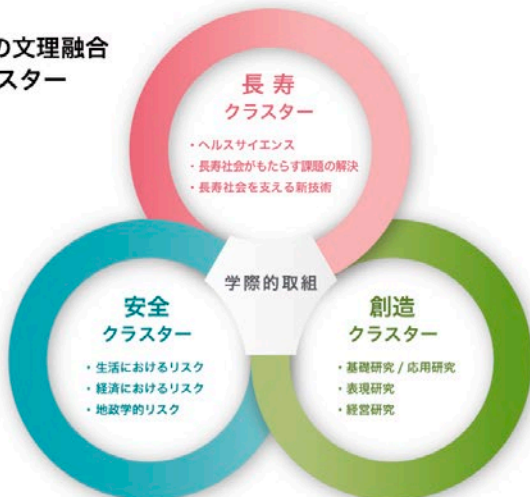 の文理融合
スター
長寿
クラスター
・ヘルスサイエンス
・長寿社会がもたらす課題の解決
・長寿社会を支える新技術
学際的取組
安全
クラスター
・生活におけるリスク
・経済におけるリスク
・地政学的リスク
創造
クラスター
・基礎研究 / 応用研究
・表現研究
・経営研究